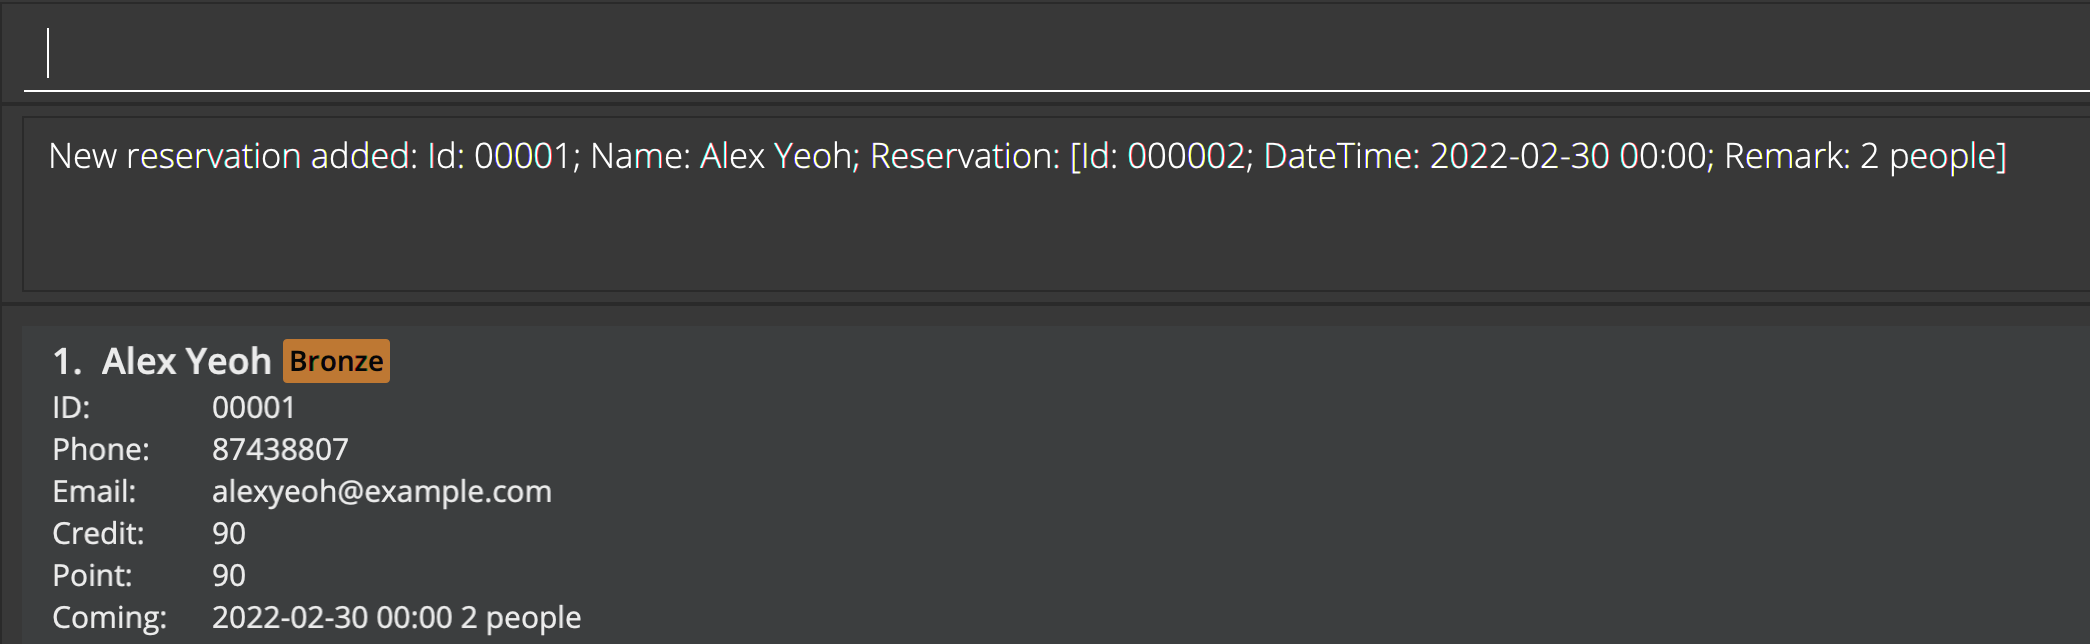 New reservation added: Id: 00001; Name: Alex Yeoh; Reservation: [Id: 000002; DateTime: 2022-02-30 00:00; Remark: 2 people]
1. Alex Yeoh Bronze
ID: 00001
Phone: 87438807
Email: alexyeoh@example.com
Credit: 90
Point: 90
Coming: 2022-02-30 00:00 2 people